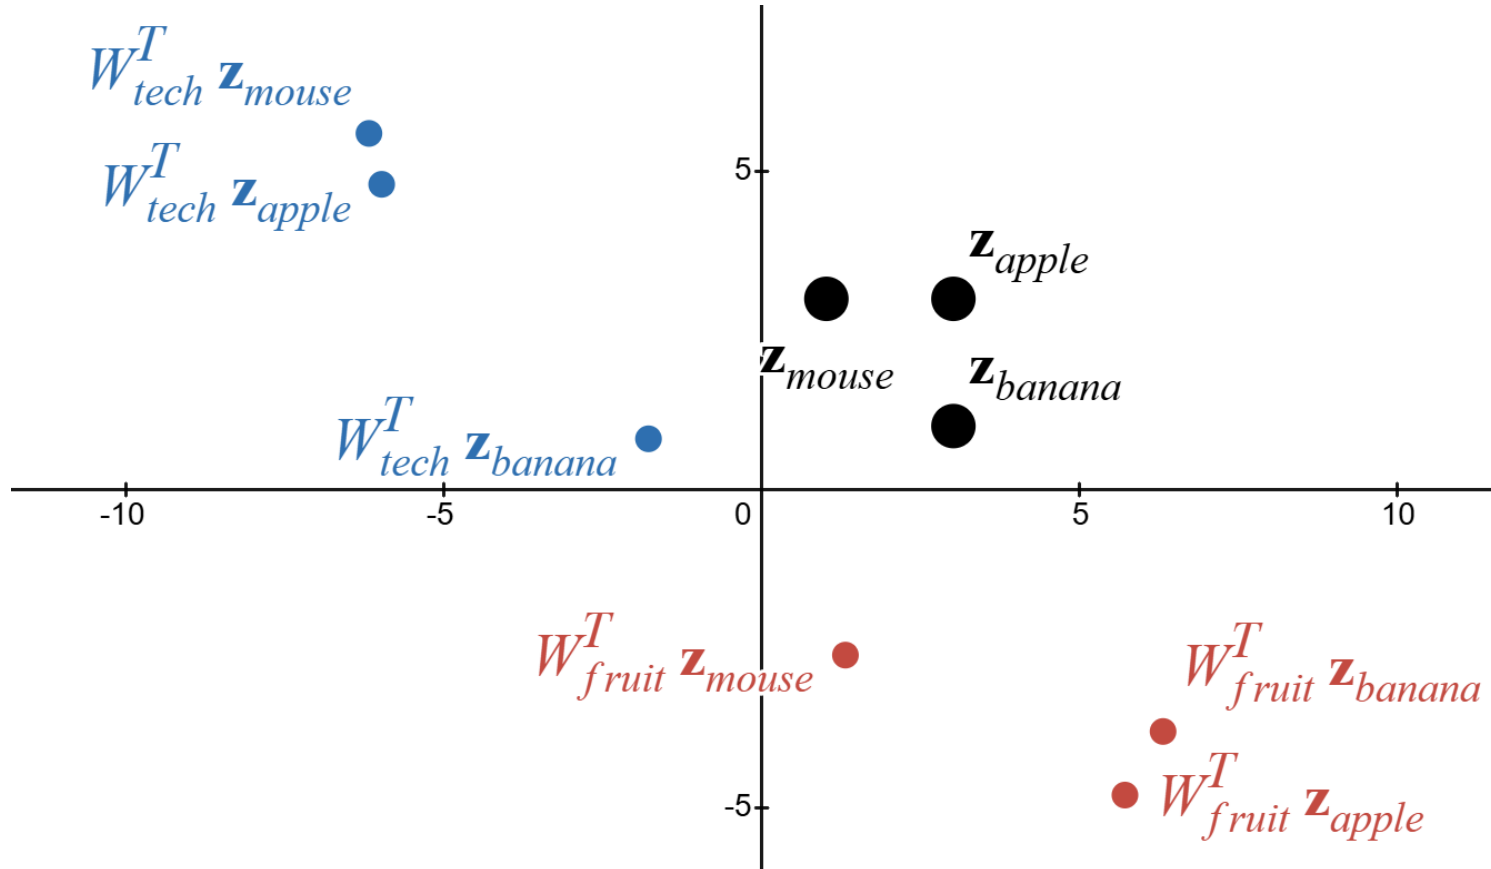 W^T_tech z_mouse
W^T_tech z_apple
5
z_apple
z_mouse
z_banana
W^T_tech z_banana
-10 -5 0 5 10
W^T_fruit z_mouse
W^T_fruit z_banana
-5
W^T_fruit z_apple